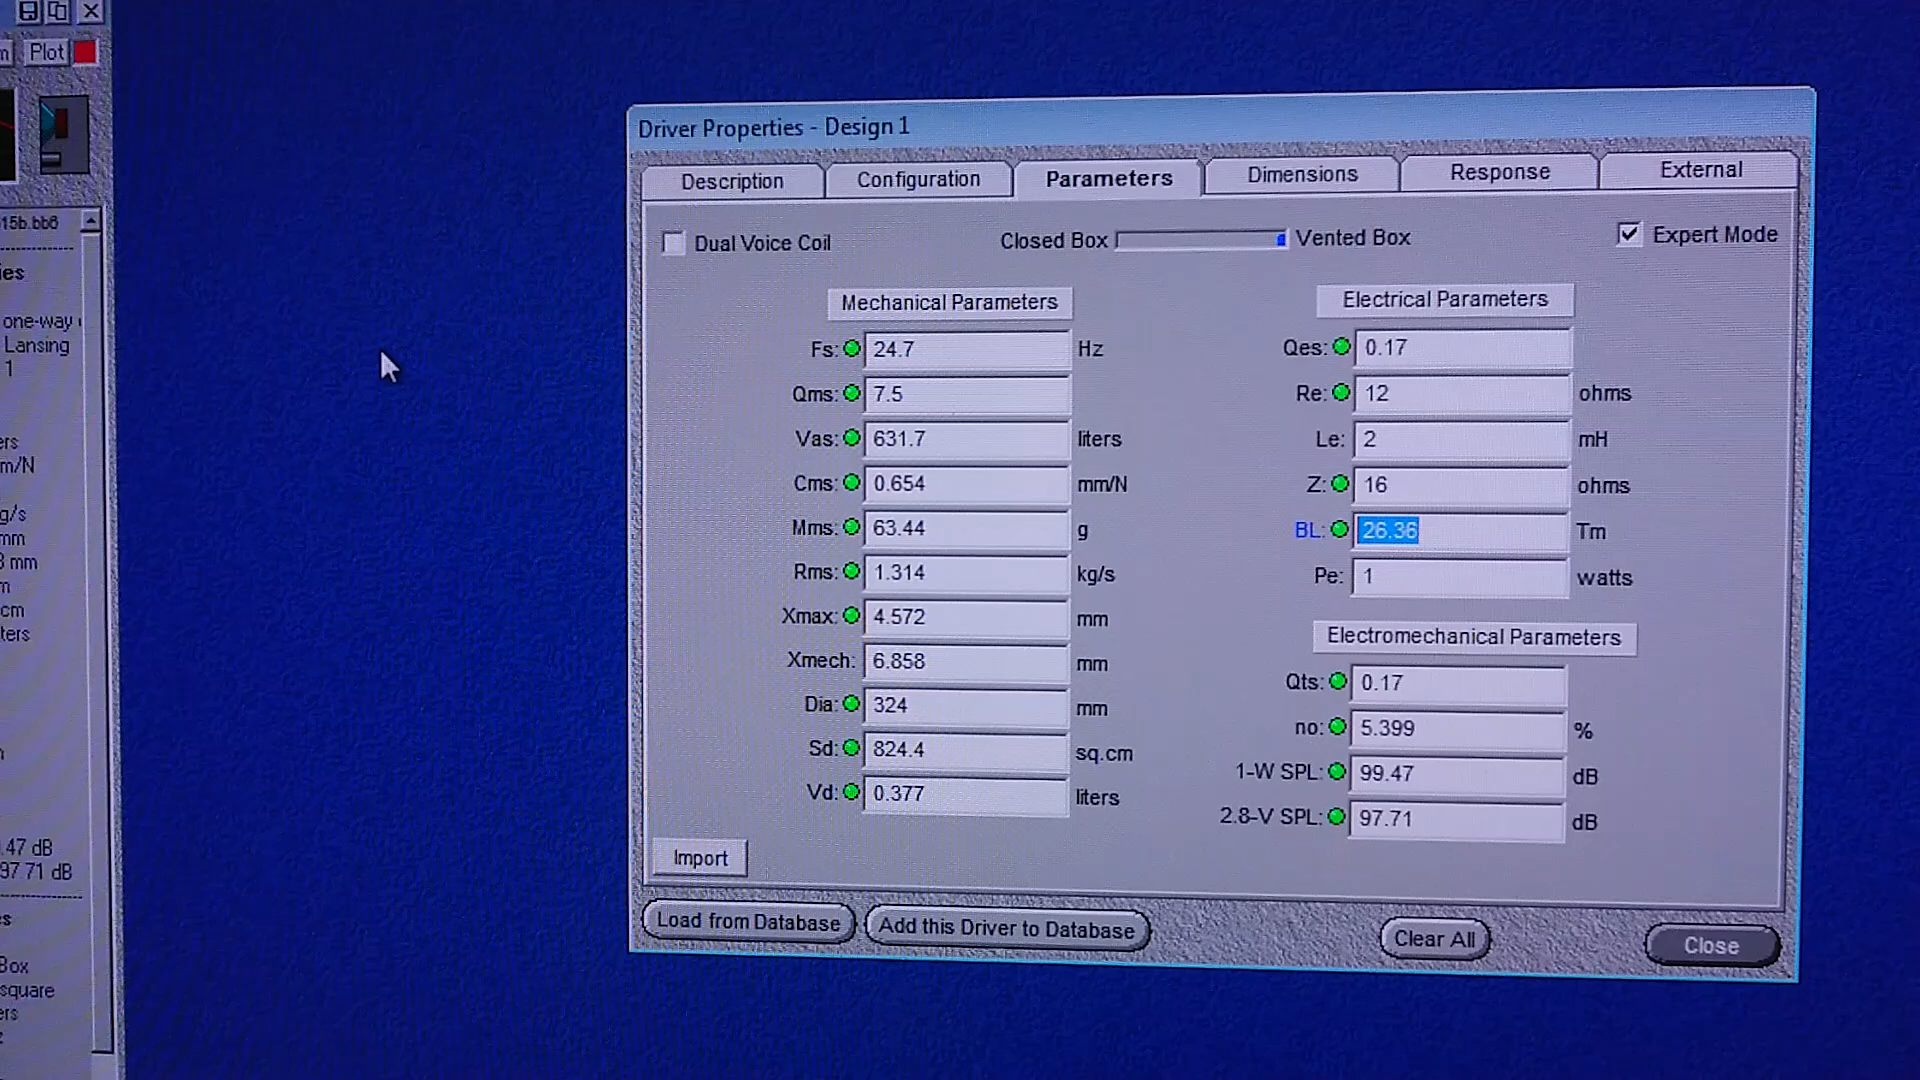 Plot
15b.bb6
ies
one-way
Lansing
1
ers
m/N
g/s
mm
3 mm
m
cm
ters
.47 dB
97.71 dB
es
Box
square
ers
Driver Properties - Design 1
Description Configuration Parameters Dimensions Response External
Dual Voice Coil Closed Box Vented Box Expert Mode
Mechanical Parameters
Fs: 24.7 Hz
Qms: 7.5
Vas: 631.7 liters
Cms: 0.654 mm/N
Mms: 63.44 g
Rms: 1.314 kg/s
Xmax: 4.572 mm
Xmech: 6.858 mm
Dia: 324 mm
Sd: 824.4 sq.cm
Vd: 0.377 liters
Electrical Parameters
Qes: 0.17
Re: 12 ohms
Le: 2 mH
Z: 16 ohms
BL: 26.36 Tm
Pe: 1 watts
Electromechanical Parameters
Qts: 0.17
no: 5.399 %
1-W SPL: 99.47 dB
2.8-V SPL: 97.71 dB
Import
Load from Database Add this Driver to Database Clear All Close